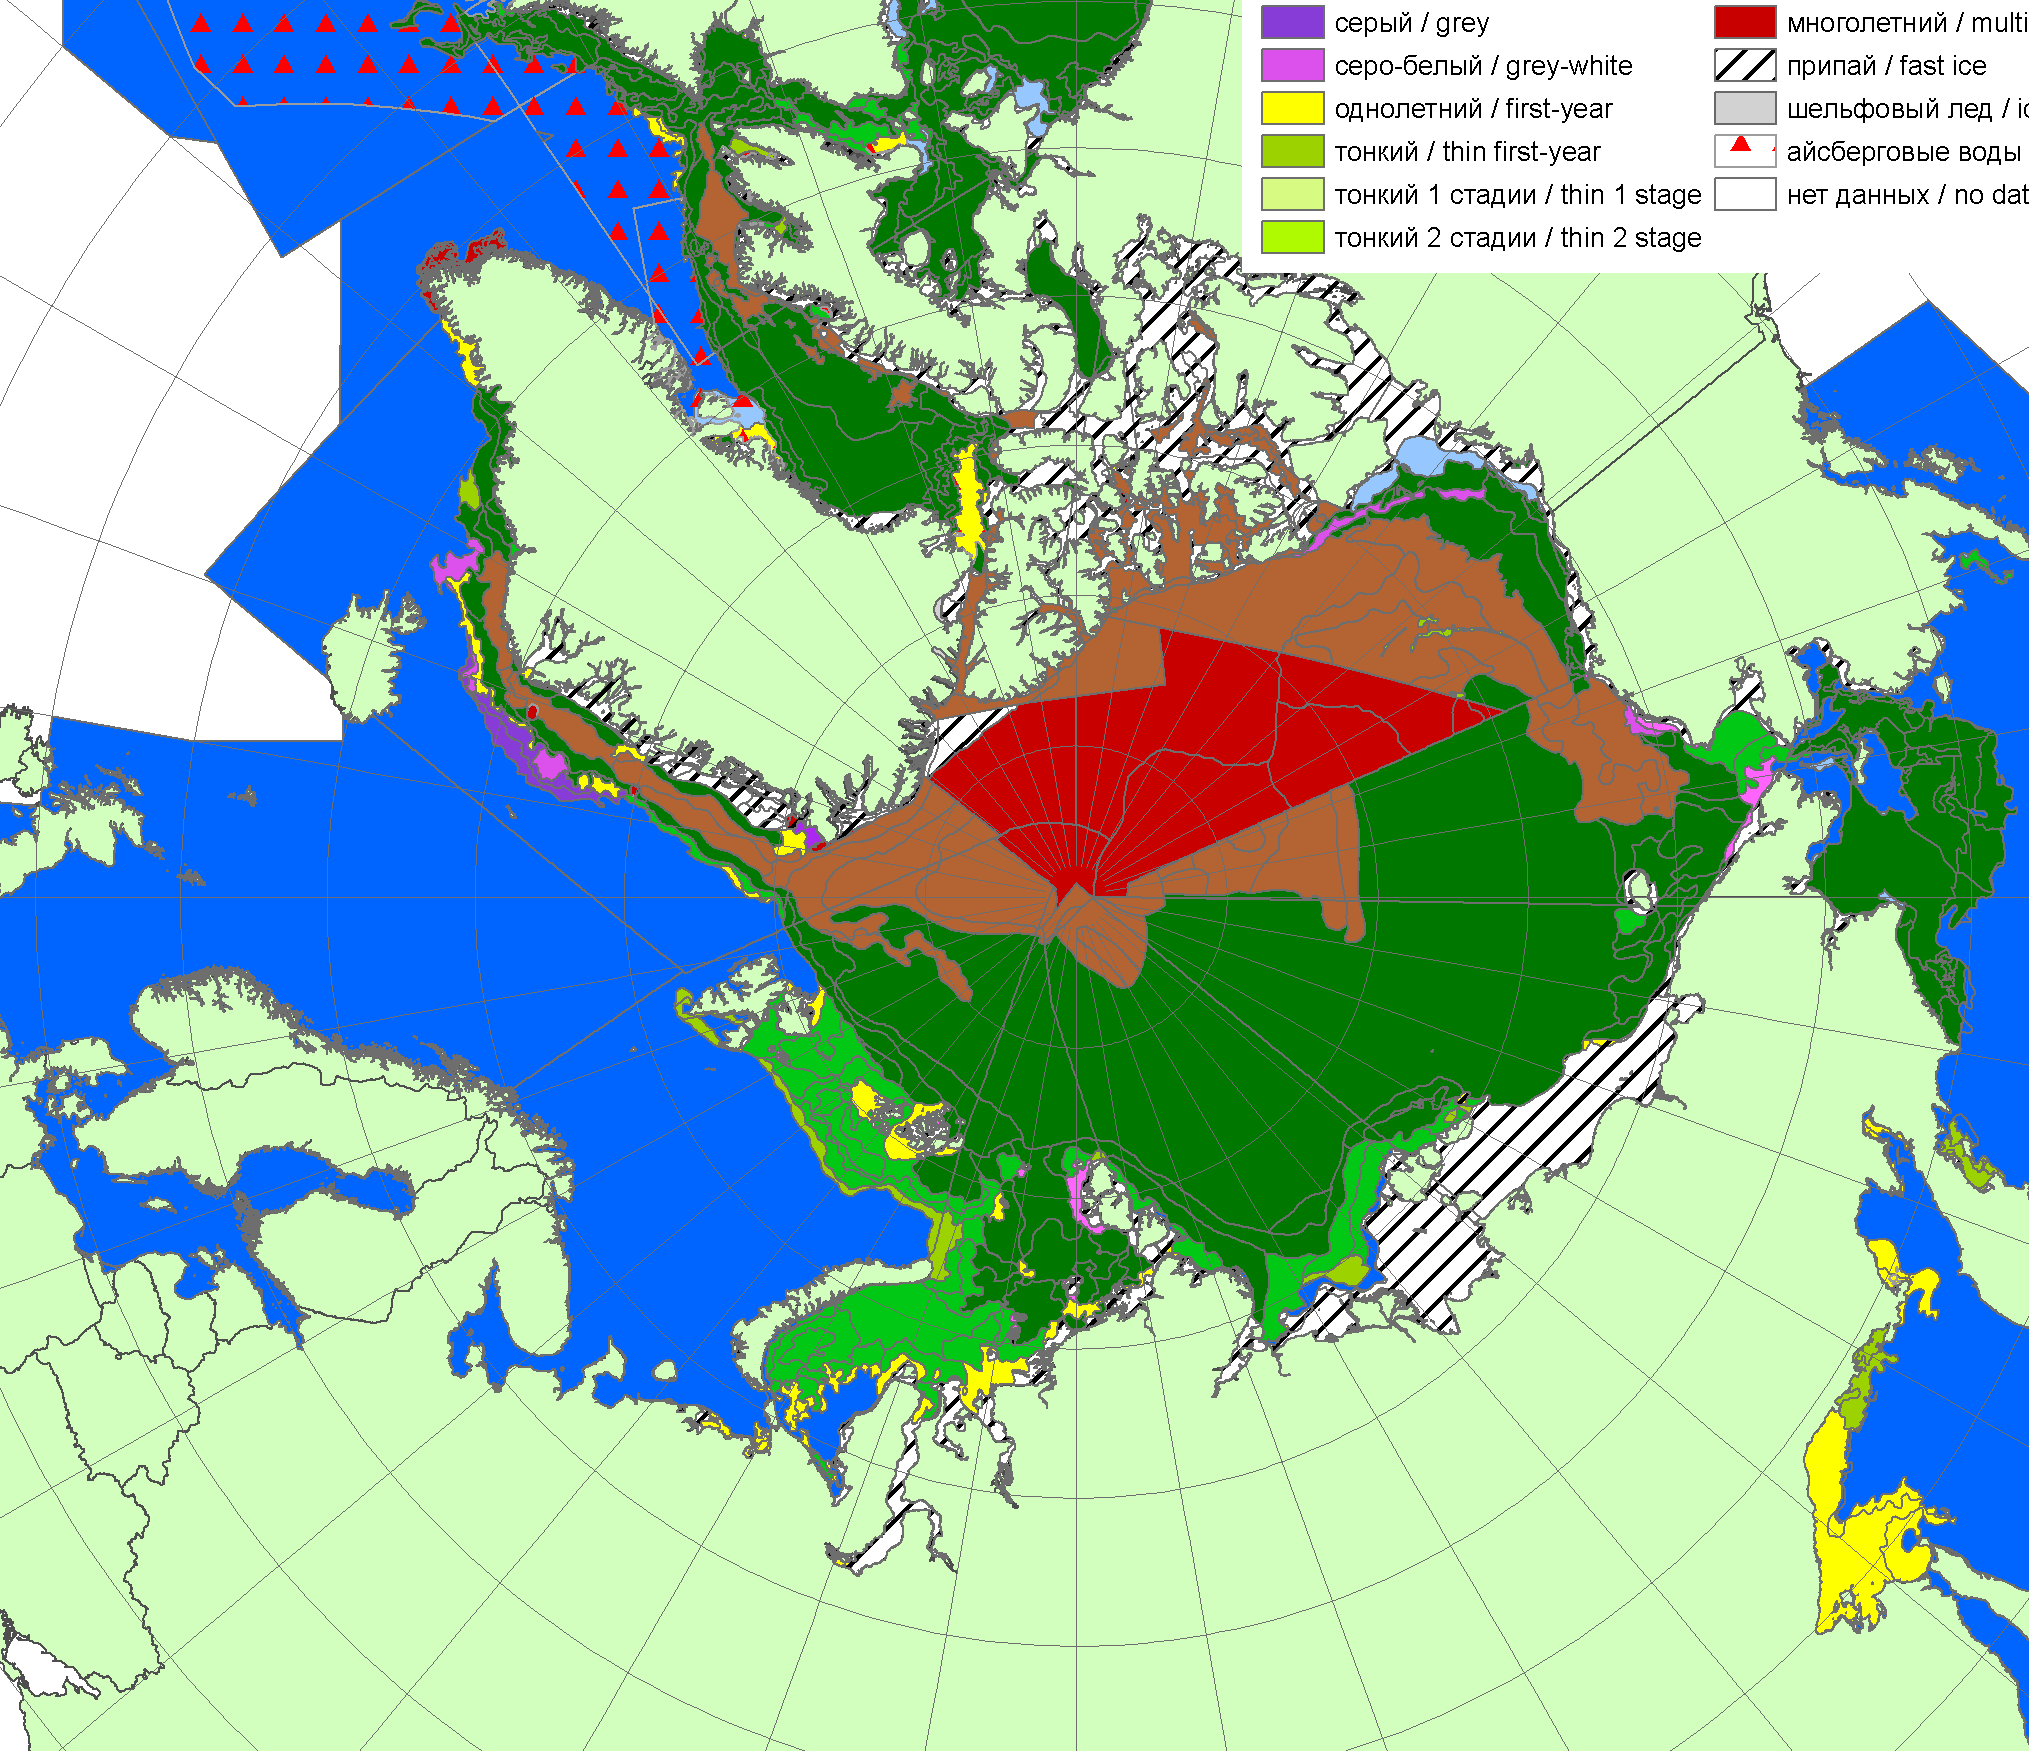 серый / grey
серо-белый / grey-white
однолетний / first-year
тонкий / thin first-year
тонкий 1 стадии / thin 1 stage
тонкий 2 стадии / thin 2 stage
многолетний / multi
припай / fast ice
шельфовый лед / ic
айсберговые воды
нет данных / no dat